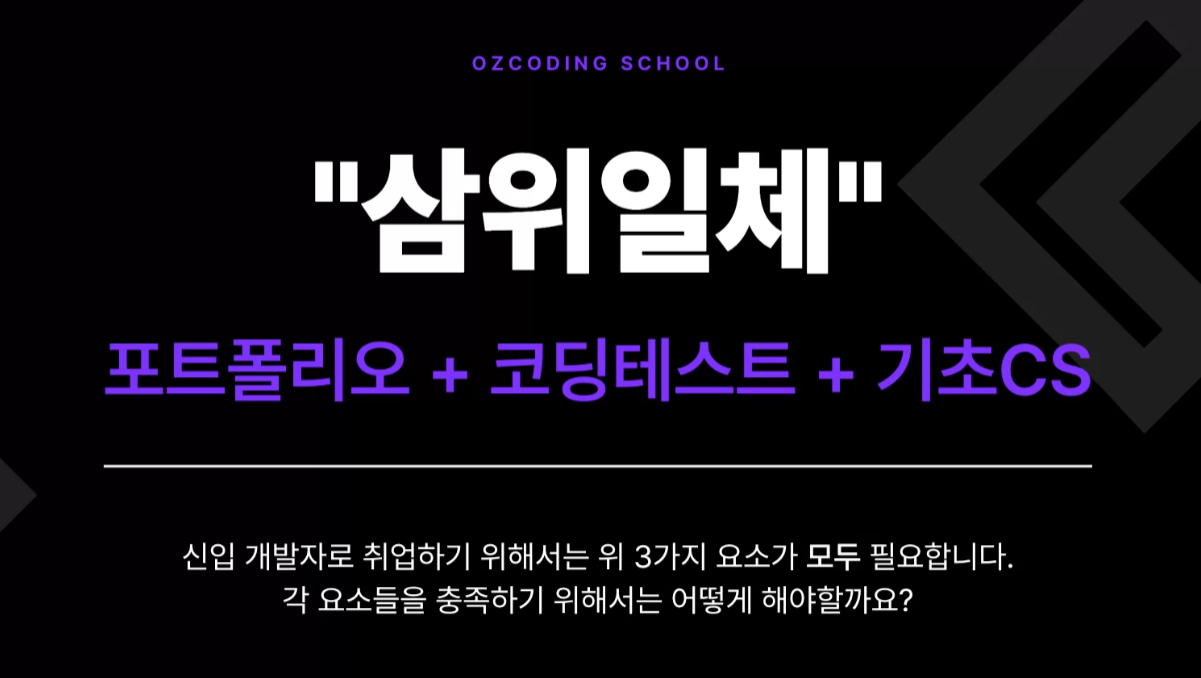 OZCODING SCHOOL
"삼위일체"
포트폴리오 + 코딩테스트 + 기초CS
신입 개발자로 취업하기 위해서는 위 3가지 요소가 모두 필요합니다.
각 요소들을 충족하기 위해서는 어떻게 해야할까요?